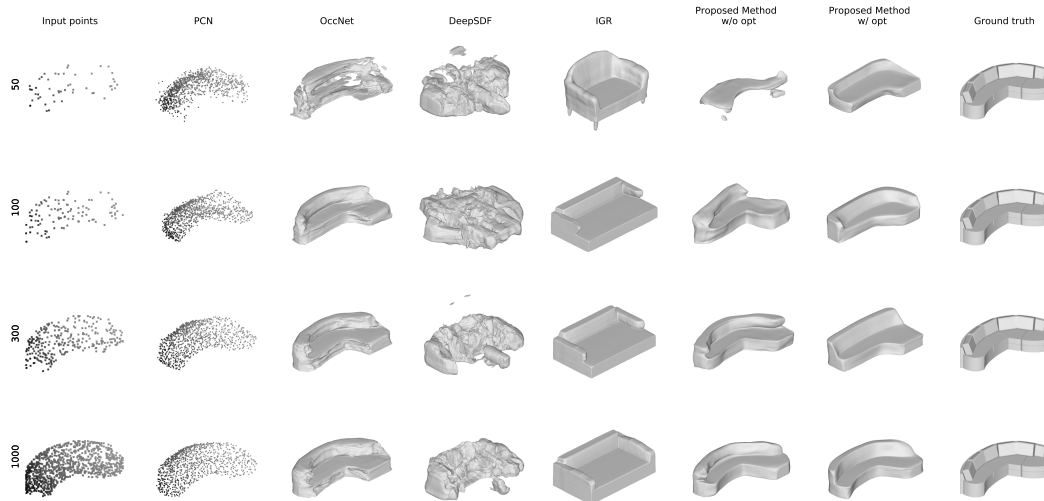 Input points
PCN
OccNet
DeepSDF
IGR
Proposed Method
w/o opt
Proposed Method
w/ opt
Ground truth
50
100
300
1000